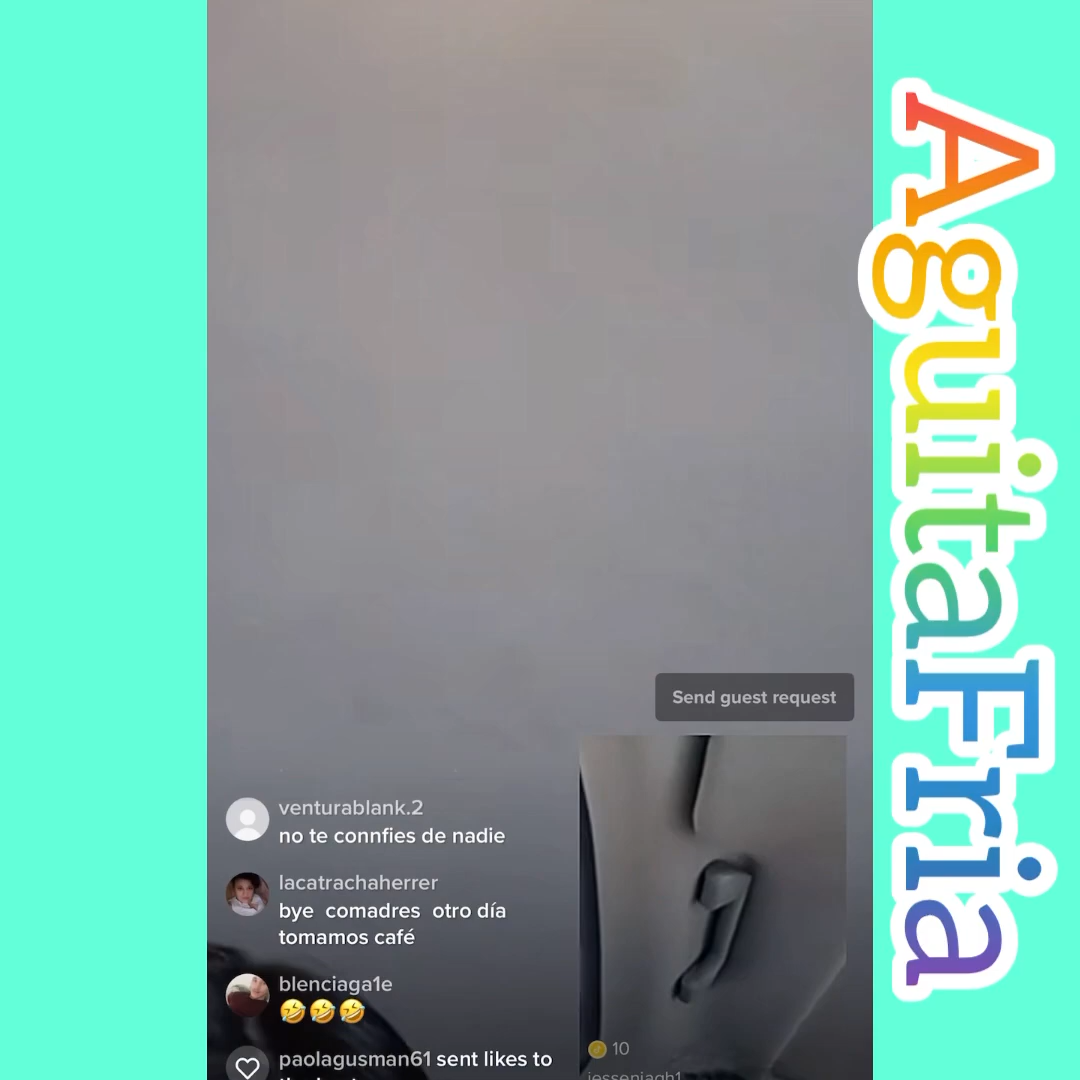 AguitaFria
Send guest request
venturablank.2
no te connfies de nadie
lacatrachaherrer
bye comadres otro día
tomamos café
blenciaga1e
🤣🤣🤣
paolagusman61 sent likes to
10